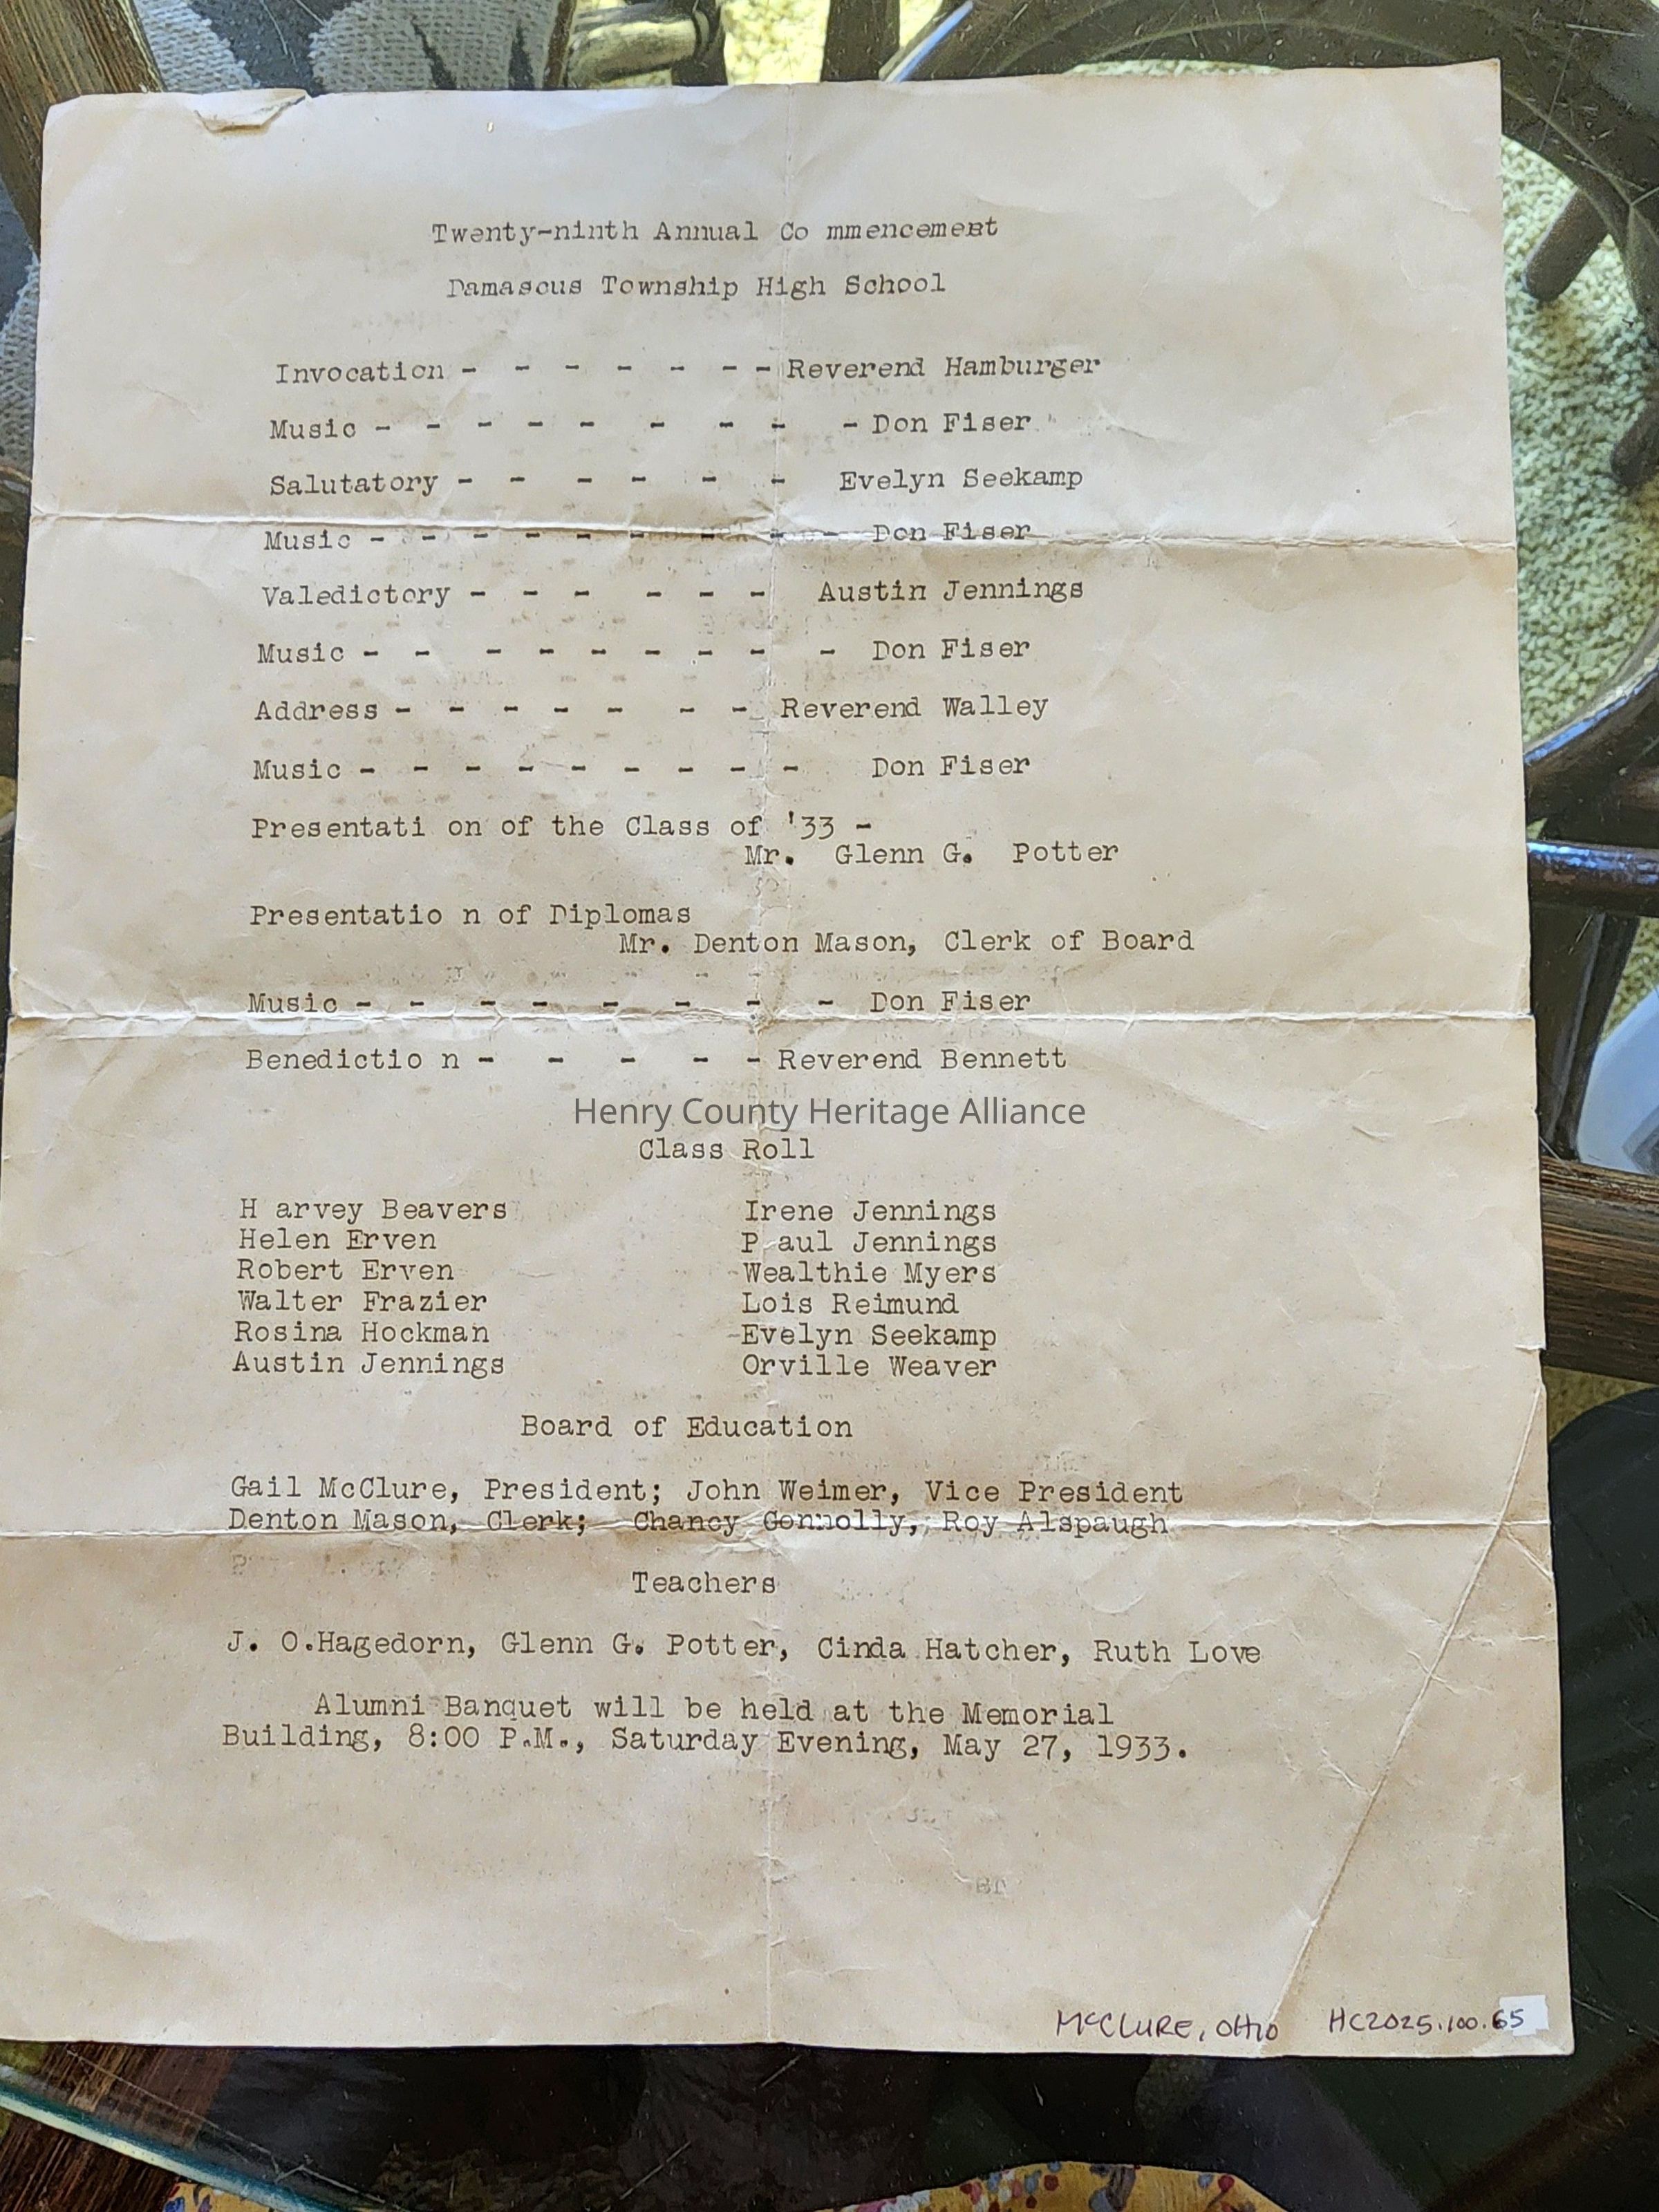 Twenty-ninth Annual Co mmencement
Damascus Township High School
Invocation - - - - - - - Reverend Hamburger
Music - - - - - - - - - Don Fiser
Salutatory - - - - - - Evelyn Seekamp
Music - - - - - - - - - Don Fiser
Valedictory - - - - - - Austin Jennings
Music - - - - - - - - - Don Fiser
Address - - - - - - - Reverend Walley
Music - - - - - - - - - Don Fiser
Presentati on of the Class of '33 -
Mr. Glenn G. Potter
Presentatio n of Diplomas
Mr. Denton Mason, Clerk of Board
Music - - - - - - - - Don Fiser
Benedictio n - - - - - Reverend Bennett
Henry County Heritage Alliance
Class Roll
H arvey Beavers Irene Jennings
Helen Erven P aul Jennings
Robert Erven Wealthie Myers
Walter Frazier Lois Reimund
Rosina Hockman Evelyn Seekamp
Austin Jennings Orville Weaver
Board of Education
Gail McClure, President; John Weimer, Vice President
Denton Mason, Clerk; Chancy Connolly, Roy Alspaugh
Teachers
J. O.Hagedorn, Glenn G. Potter, Cinda Hatcher, Ruth Love
Alumni Banquet will be held at the Memorial
Building, 8:00 P.M., Saturday Evening, May 27, 1933.
McCLURE, OHIO HC2025.100.65